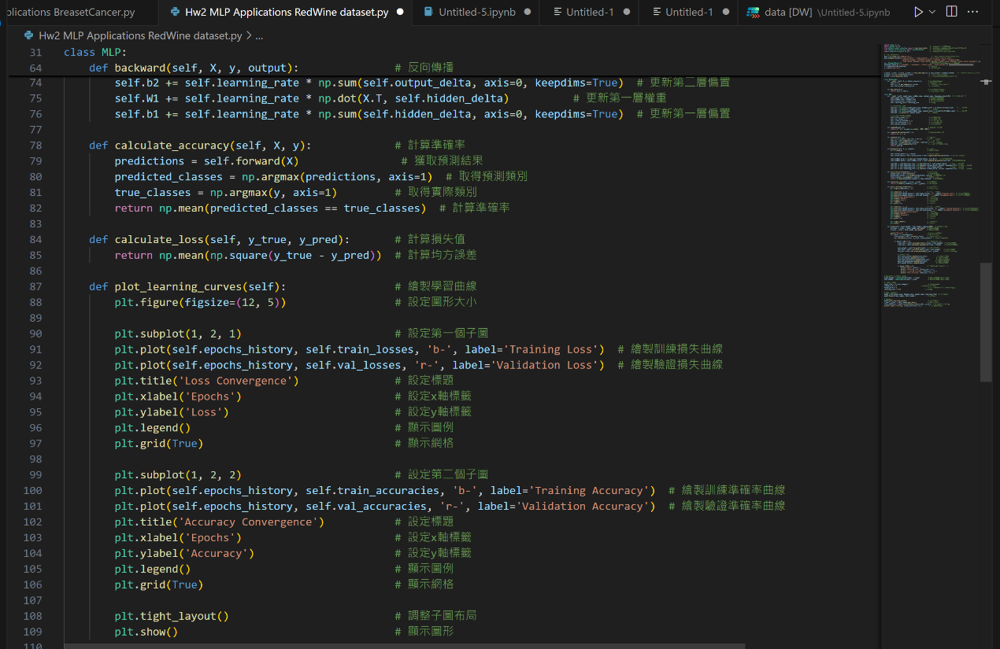 plications BreasetCancer.py
Hw2 MLP Applications RedWine dataset.py
Untitled-5.ipynb
Untitled-1
Untitled-1
data [DW] \Untitled-5.ipynb
Hw2 MLP Applications RedWine dataset.py > ...
31 class MLP:
64 def backward(self, X, y, output): # 反向傳播
74 self.b2 += self.learning_rate * np.sum(self.output_delta, axis=0, keepdims=True) # 更新第二層偏置
75 self.W1 += self.learning_rate * np.dot(X.T, self.hidden_delta) # 更新第一層權重
76 self.b1 += self.learning_rate * np.sum(self.hidden_delta, axis=0, keepdims=True) # 更新第一層偏置
77
78 def calculate_accuracy(self, X, y): # 計算準確率
79 predictions = self.forward(X) # 獲取預測結果
80 predicted_classes = np.argmax(predictions, axis=1) # 取得預測類別
81 true_classes = np.argmax(y, axis=1) # 取得實際類別
82 return np.mean(predicted_classes == true_classes) # 計算準確率
83
84 def calculate_loss(self, y_true, y_pred): # 計算損失值
85 return np.mean(np.square(y_true - y_pred)) # 計算均方誤差
86
87 def plot_learning_curves(self): # 繪製學習曲線
88 plt.figure(figsize=(12, 5)) # 設定圖形大小
89
90 plt.subplot(1, 2, 1) # 設定第一個子圖
91 plt.plot(self.epochs_history, self.train_losses, 'b-', label='Training Loss') # 繪製訓練損失曲線
92 plt.plot(self.epochs_history, self.val_losses, 'r-', label='Validation Loss') # 繪製驗證損失曲線
93 plt.title('Loss Convergence') # 設定標題
94 plt.xlabel('Epochs') # 設定x軸標籤
95 plt.ylabel('Loss') # 設定y軸標籤
96 plt.legend() # 顯示圖例
97 plt.grid(True) # 顯示網格
98
99 plt.subplot(1, 2, 2) # 設定第二個子圖
100 plt.plot(self.epochs_history, self.train_accuracies, 'b-', label='Training Accuracy') # 繪製訓練準確率曲線
101 plt.plot(self.epochs_history, self.val_accuracies, 'r-', label='Validation Accuracy') # 繪製驗證準確率曲線
102 plt.title('Accuracy Convergence') # 設定標題
103 plt.xlabel('Epochs') # 設定x軸標籤
104 plt.ylabel('Accuracy') # 設定y軸標籤
105 plt.legend() # 顯示圖例
106 plt.grid(True) # 顯示網格
107
108 plt.tight_layout() # 調整子圖布局
109 plt.show() # 顯示圖形
110